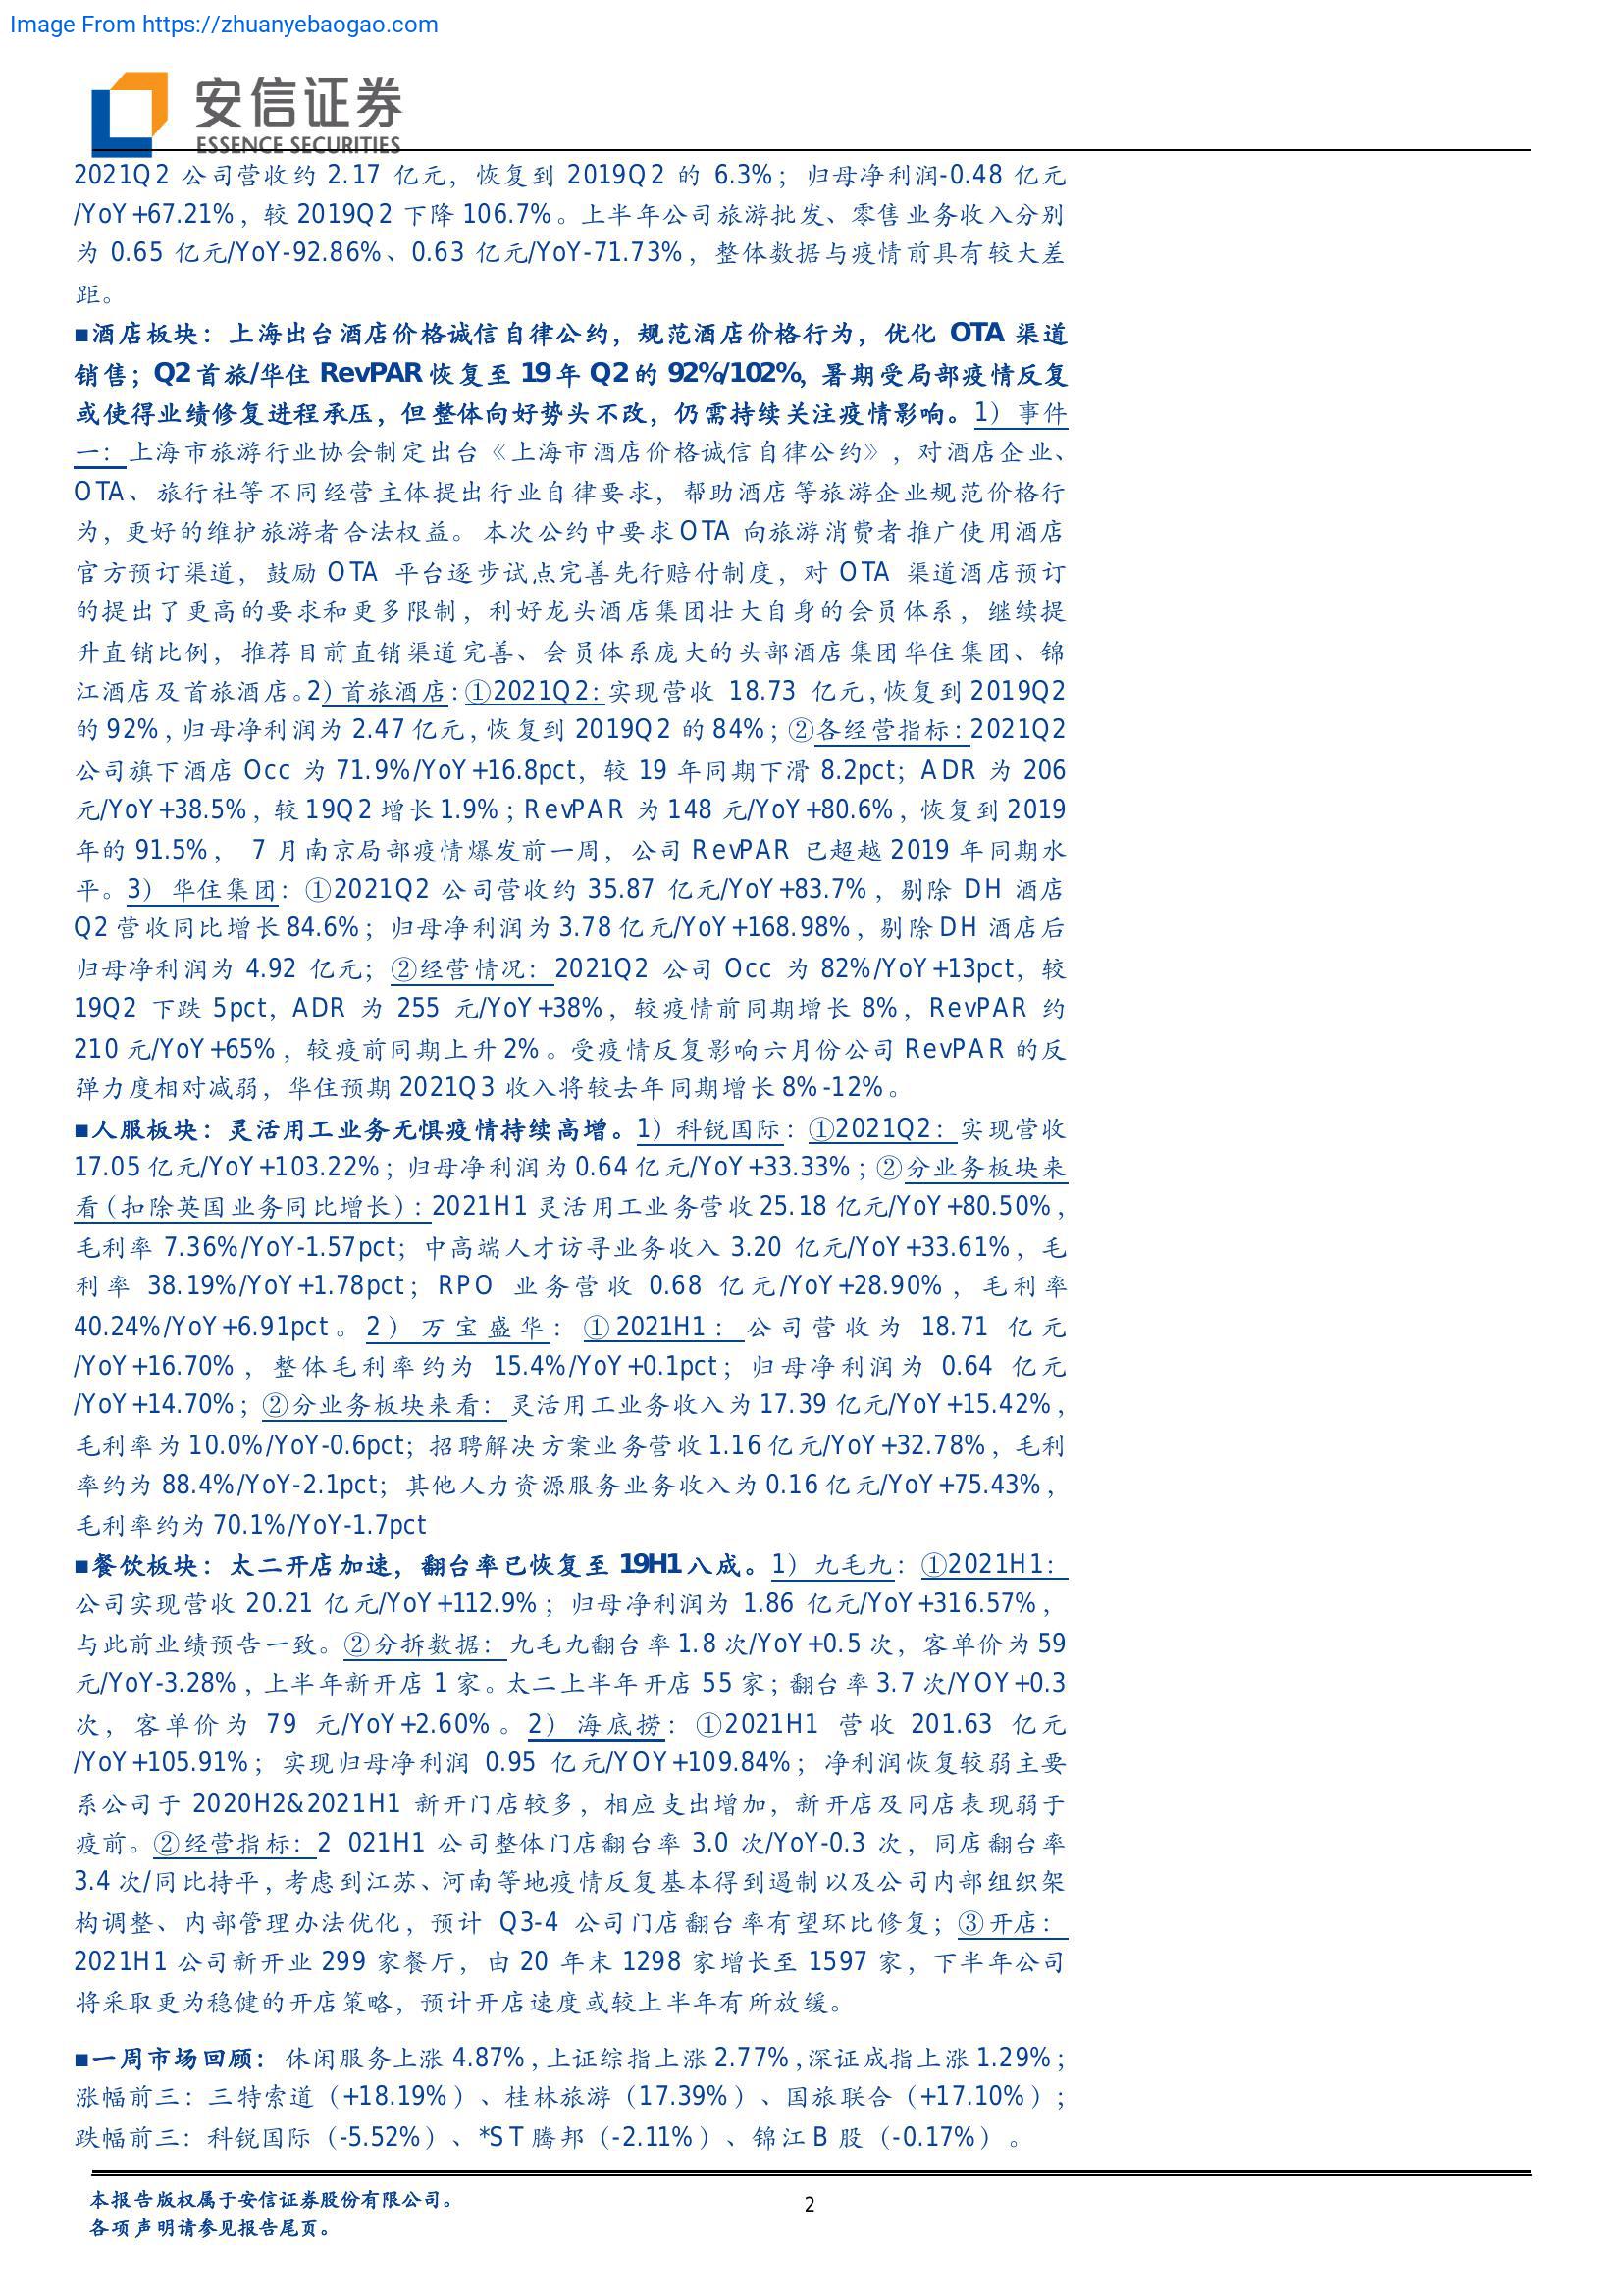 Image From https://zhuanyebaogao.com
安信证券
ESSENCE SECURITIES
2021Q2 公司营收约 2.17 亿元，恢复到 2019Q2 的 6.3%；归母净利润-0.48 亿元
/YoY+67.21%，较 2019Q2 下降 106.7%。上半年公司旅游批发、零售业务收入分别
为 0.65 亿元/YoY-92.86%、0.63 亿元/YoY-71.73%，整体数据与疫情前具有较大差
距。
■酒店板块：上海出台酒店价格诚信自律公约，规范酒店价格行为，优化 OTA 渠道
销售；Q2 首旅/华住 RevPAR 恢复至 19 年 Q2 的 92%/102%，暑期受局部疫情反复
或使得业绩修复进程承压，但整体向好势头不改，仍需持续关注疫情影响。1）事件
一：上海市旅游行业协会制定出台《上海市酒店价格诚信自律公约》，对酒店企业、
OTA、旅行社等不同经营主体提出行业自律要求，帮助酒店等旅游企业规范价格行
为，更好的维护旅游者合法权益。本次公约中要求 OTA 向旅游消费者推广使用酒店
官方预订渠道，鼓励 OTA 平台逐步试点完善先行赔付制度，对 OTA 渠道酒店预订
的提出了更高的要求和更多限制，利好龙头酒店集团壮大自身的会员体系，继续提
升直销比例，推荐目前直销渠道完善、会员体系庞大的头部酒店集团华住集团、锦
江酒店及首旅酒店。2）首旅酒店：①2021Q2：实现营收 18.73 亿元，恢复到 2019Q2
的 92%，归母净利润为 2.47 亿元，恢复到 2019Q2 的 84%；②各经营指标：2021Q2
公司旗下酒店 Occ 为 71.9%/YoY+16.8pct，较 19 年同期下滑 8.2pct；ADR 为 206
元/YoY+38.5%，较 19Q2 增长 1.9%；RevPAR 为 148 元/YoY+80.6%，恢复到 2019
年的 91.5%， 7 月南京局部疫情爆发前一周，公司 RevPAR 已超越 2019 年同期水
平。3）华住集团：①2021Q2 公司营收约 35.87 亿元/YoY+83.7%，剔除 DH 酒店
Q2 营收同比增长 84.6%；归母净利润为 3.78 亿元/YoY+168.98%，剔除 DH 酒店后
归母净利润为 4.92 亿元；②经营情况：2021Q2 公司 Occ 为 82%/YoY+13pct，较
19Q2 下跌 5pct，ADR 为 255 元/YoY+38%，较疫情前同期增长 8%，RevPAR 约
210 元/YoY+65%，较疫前同期上升 2%。受疫情反复影响六月份公司 RevPAR 的反
弹力度相对减弱，华住预期 2021Q3 收入将较去年同期增长 8%-12%。
■人服板块：灵活用工业务无惧疫情持续高增。1）科锐国际：①2021Q2：实现营收
17.05 亿元/YoY+103.22%；归母净利润为 0.64 亿元/YoY+33.33%；②分业务板块来
看（扣除英国业务同比增长）：2021H1 灵活用工业务营收 25.18 亿元/YoY+80.50%，
毛利率 7.36%/YoY-1.57pct；中高端人才访寻业务收入 3.20 亿元/YoY+33.61%，毛
利率 38.19%/YoY+1.78pct；RPO 业务营收 0.68 亿元/YoY+28.90%，毛利率
40.24%/YoY+6.91pct。2）万宝盛华：①2021H1：公司营收为 18.71 亿元
/YoY+16.70%，整体毛利率约为 15.4%/YoY+0.1pct；归母净利润为 0.64 亿元
/YoY+14.70%；②分业务板块来看：灵活用工业务收入为 17.39 亿元/YoY+15.42%，
毛利率为 10.0%/YoY-0.6pct；招聘解决方案业务营收 1.16 亿元/YoY+32.78%，毛利
率约为 88.4%/YoY-2.1pct；其他人力资源服务业务收入为 0.16 亿元/YoY+75.43%，
毛利率约为 70.1%/YoY-1.7pct
■餐饮板块：太二开店加速，翻台率已恢复至 19H1 八成。1）九毛九：①2021H1：
公司实现营收 20.21 亿元/YoY+112.9%；归母净利润为 1.86 亿元/YoY+316.57%，
与此前业绩预告一致。②分拆数据：九毛九翻台率 1.8 次/YoY+0.5 次，客单价为 59
元/YoY-3.28%，上半年新开店 1 家。太二上半年开店 55 家；翻台率 3.7 次/YOY+0.3
次，客单价为 79 元/YoY+2.60%。2）海底捞：①2021H1 营收 201.63 亿元
/YoY+105.91%；实现归母净利润 0.95 亿元/YOY+109.84%；净利润恢复较弱主要
系公司于 2020H2&2021H1 新开门店较多，相应支出增加，新开店及同店表现弱于
疫前。②经营指标：2 021H1 公司整体门店翻台率 3.0 次/YoY-0.3 次，同店翻台率
3.4 次/同比持平，考虑到江苏、河南等地疫情反复基本得到遏制以及公司内部组织架
构调整、内部管理办法优化，预计 Q3-4 公司门店翻台率有望环比修复；③开店：
2021H1 公司新开业 299 家餐厅，由 20 年末 1298 家增长至 1597 家，下半年公司
将采取更为稳健的开店策略，预计开店速度或较上半年有所放缓。
■一周市场回顾：休闲服务上涨 4.87%，上证综指上涨 2.77%，深证成指上涨 1.29%；
涨幅前三：三特索道（+18.19%）、桂林旅游（17.39%）、国旅联合（+17.10%）；
跌幅前三：科锐国际（-5.52%）、*ST 腾邦（-2.11%）、锦江 B 股（-0.17%）。
本报告版权属于安信证券股份有限公司。
2
各项声明请参见报告尾页。